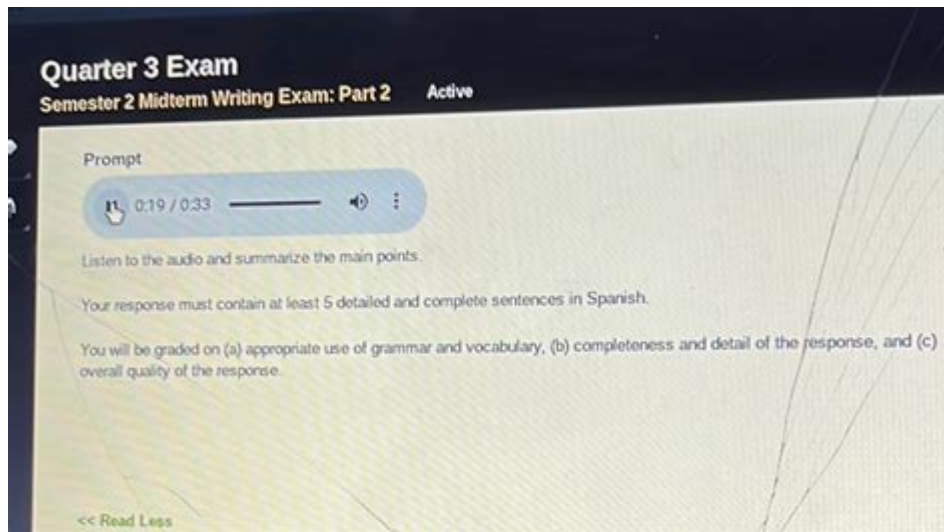 Quarter 3 Exam
Semester 2 Midterm Writing Exam: Part 2 Active
Prompt
0:19 / 0:33
Listen to the audio and summarize the main points.
Your response must contain at least 5 detailed and complete sentences in Spanish.
You will be graded on (a) appropriate use of grammar and vocabulary, (b) completeness and detail of the response, and (c)
overall quality of the response.
<< Read Less